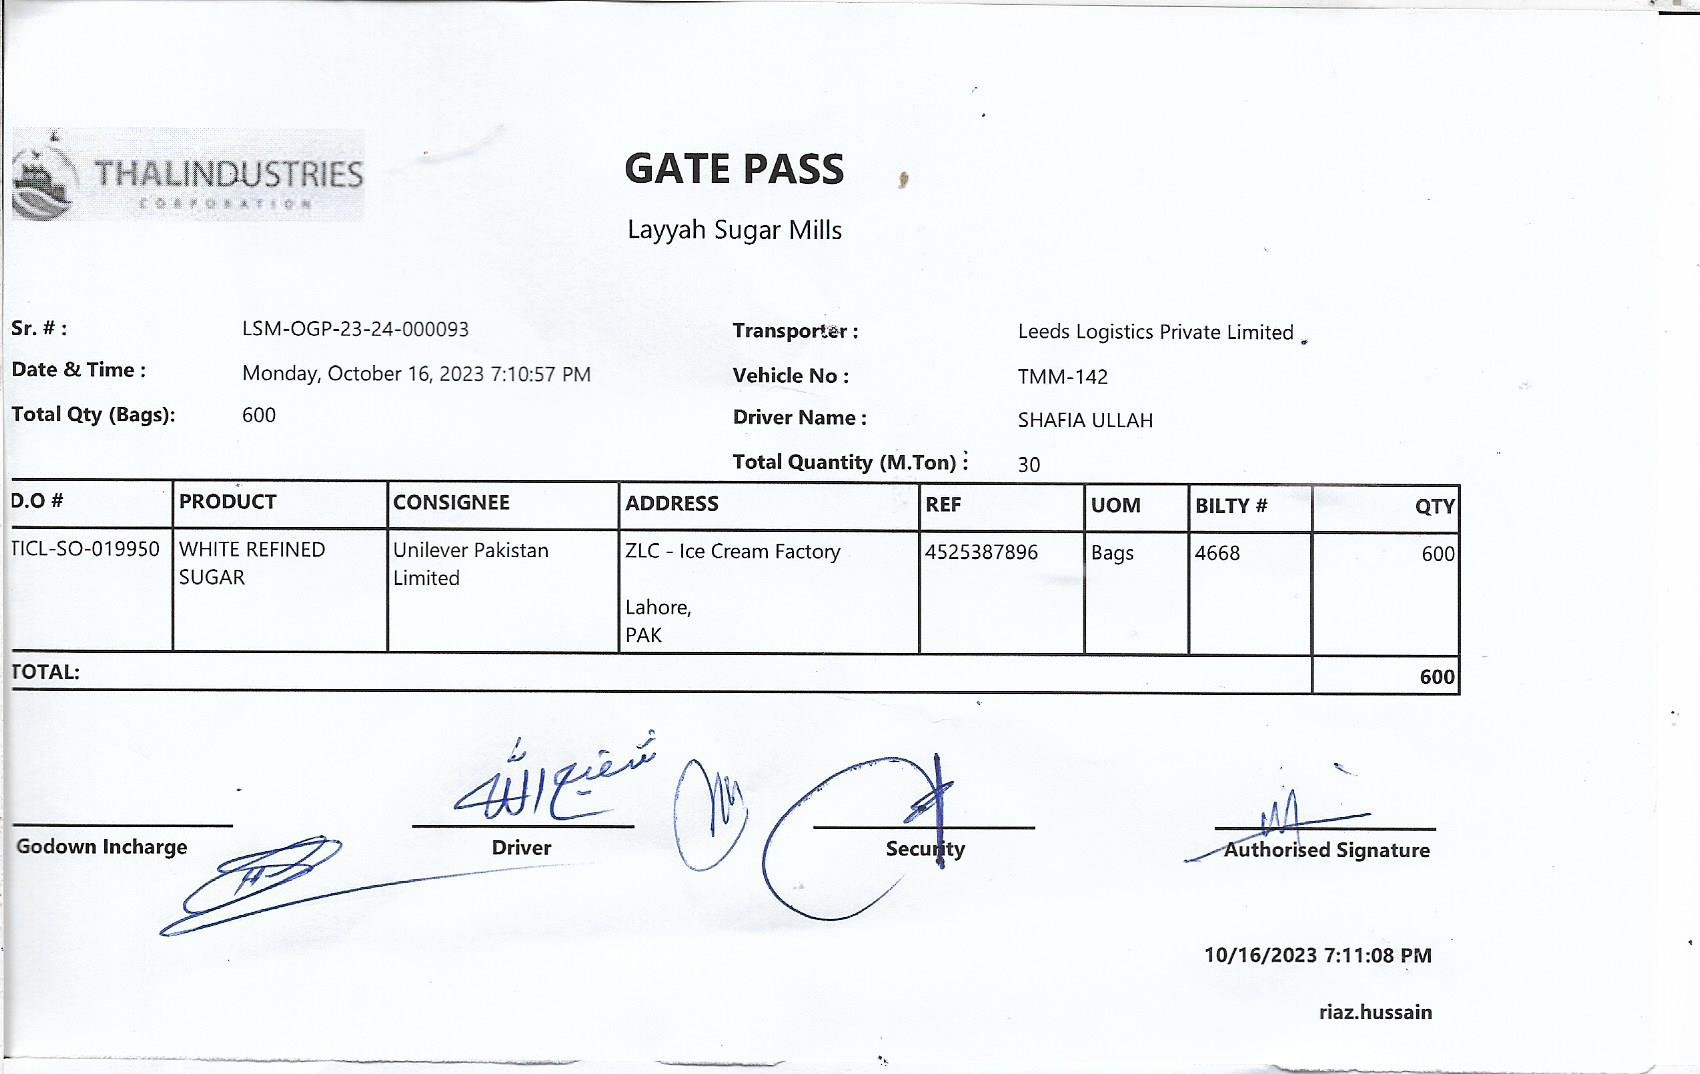 THALINDUSTRIES
CORPORATION
GATE PASS
Layyah Sugar Mills
Sr. # : LSM-OGP-23-24-000093
Transporter : Leeds Logistics Private Limited
Date & Time : Monday, October 16, 2023 7:10:57 PM
Vehicle No : TMM-142
Total Qty (Bags): 600
Driver Name : SHAFIA ULLAH
Total Quantity (M.Ton) : 30
D.O # PRODUCT CONSIGNEE ADDRESS REF UOM BILTY # QTY
TICL-SO-019950 WHITE REFINED Unilever Pakistan ZLC - Ice Cream Factory 4525387896 Bags 4668 600
SUGAR Limited
Lahore,
PAK
TOTAL: 600
شفیع اللہ
Godown Incharge Driver Security Authorised Signature
10/16/2023 7:11:08 PM
riaz.hussain